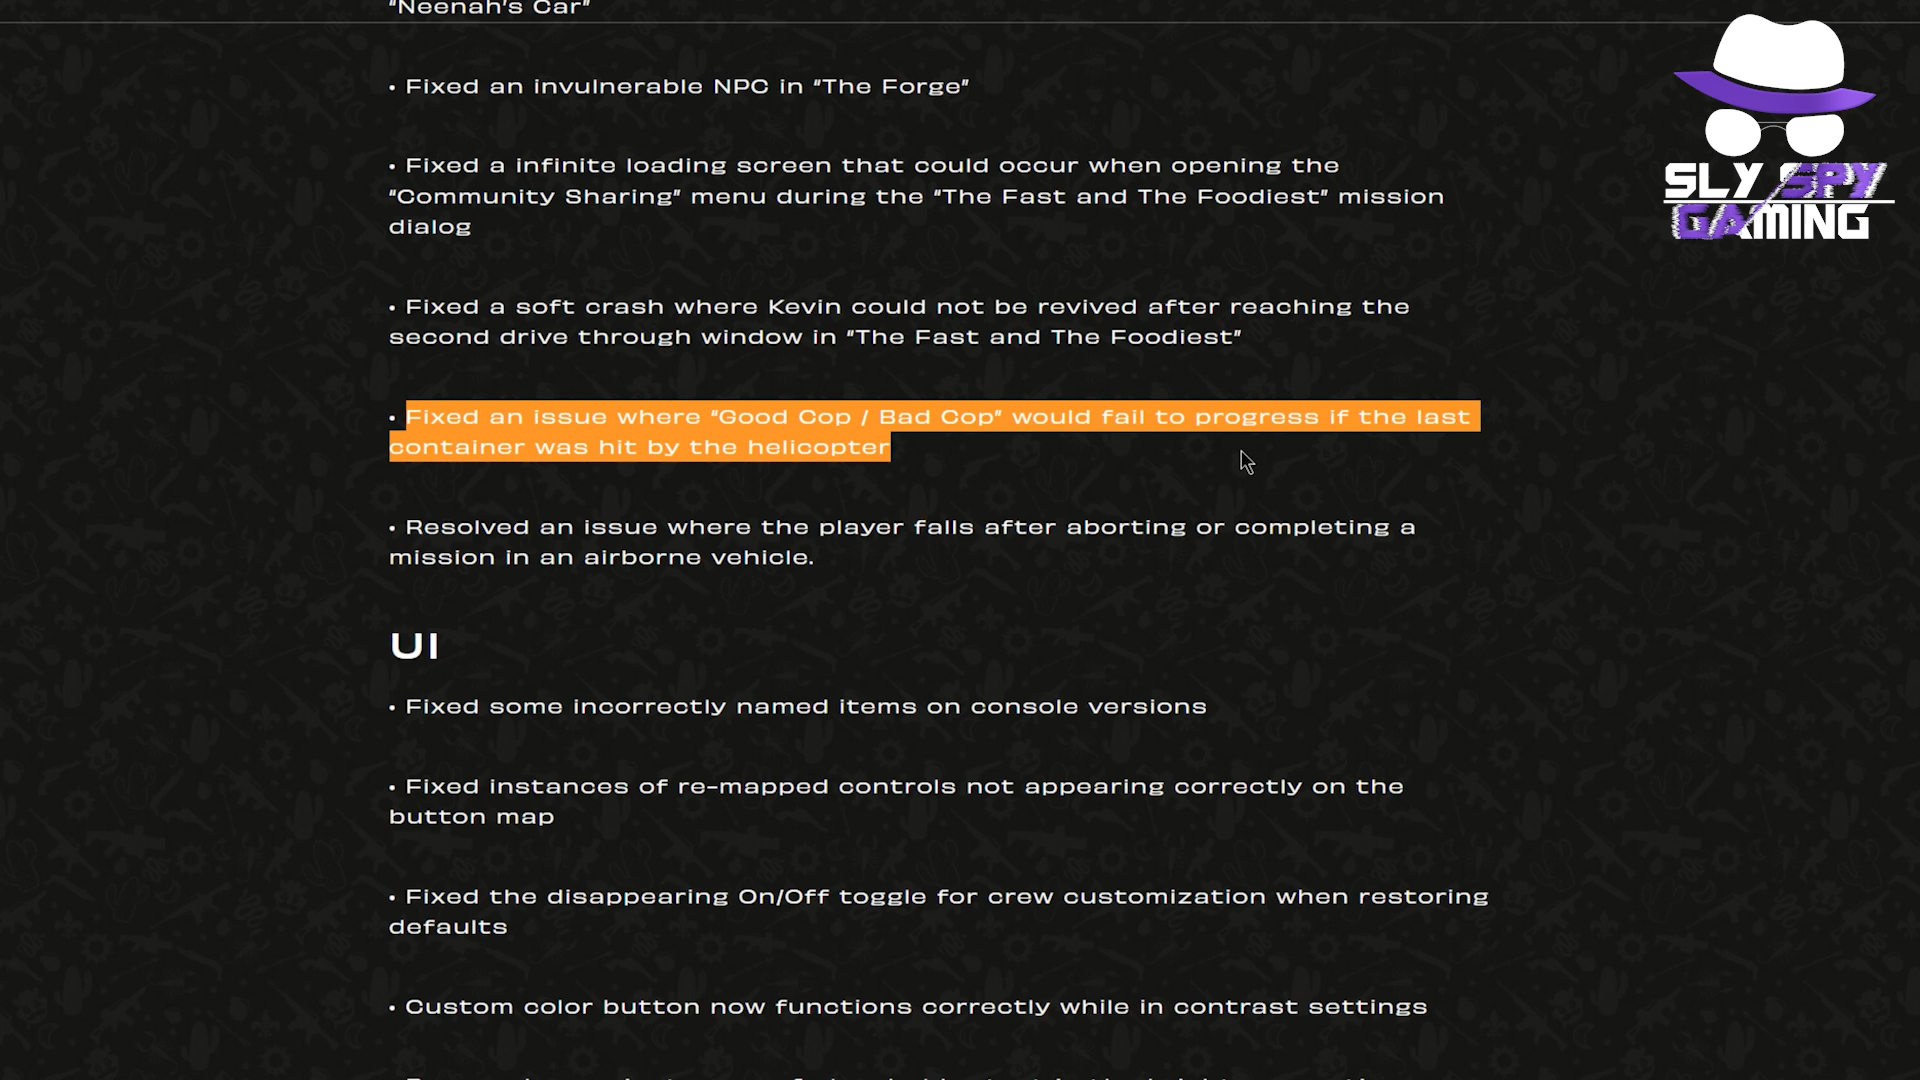 “Neenah’s Car”
• Fixed an invulnerable NPC in “The Forge”
• Fixed a infinite loading screen that could occur when opening the
“Community Sharing” menu during the “The Fast and The Foodiest” mission
dialog
• Fixed a soft crash where Kevin could not be revived after reaching the
second drive through window in “The Fast and The Foodiest”
• Fixed an issue where “Good Cop / Bad Cop” would fail to progress if the last
container was hit by the helicopter
• Resolved an issue where the player falls after aborting or completing a
mission in an airborne vehicle.
UI
• Fixed some incorrectly named items on console versions
• Fixed instances of re-mapped controls not appearing correctly on the
button map
• Fixed the disappearing On/Off toggle for crew customization when restoring
defaults
• Custom color button now functions correctly while in contrast settings
SLY SPY
GAMING